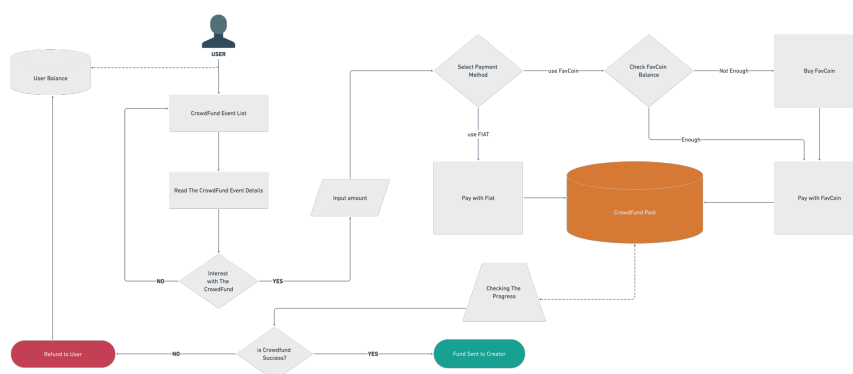 USER
User Balance
CrowdFund Event List
Read The CrowdFund Event Details
Interest
with The
CrowdFund
NO
YES
Input amount
Select Payment
Method
use FavCoin
Check FavCoin
Balance
Not Enough
Buy FavCoin
use FIAT
Enough
Pay with Fiat
CrowdFund Pool
Pay with FavCoin
Checking The
Progress
is Crowdfund
Success?
NO
YES
Refund to User
Fund Sent to Creator